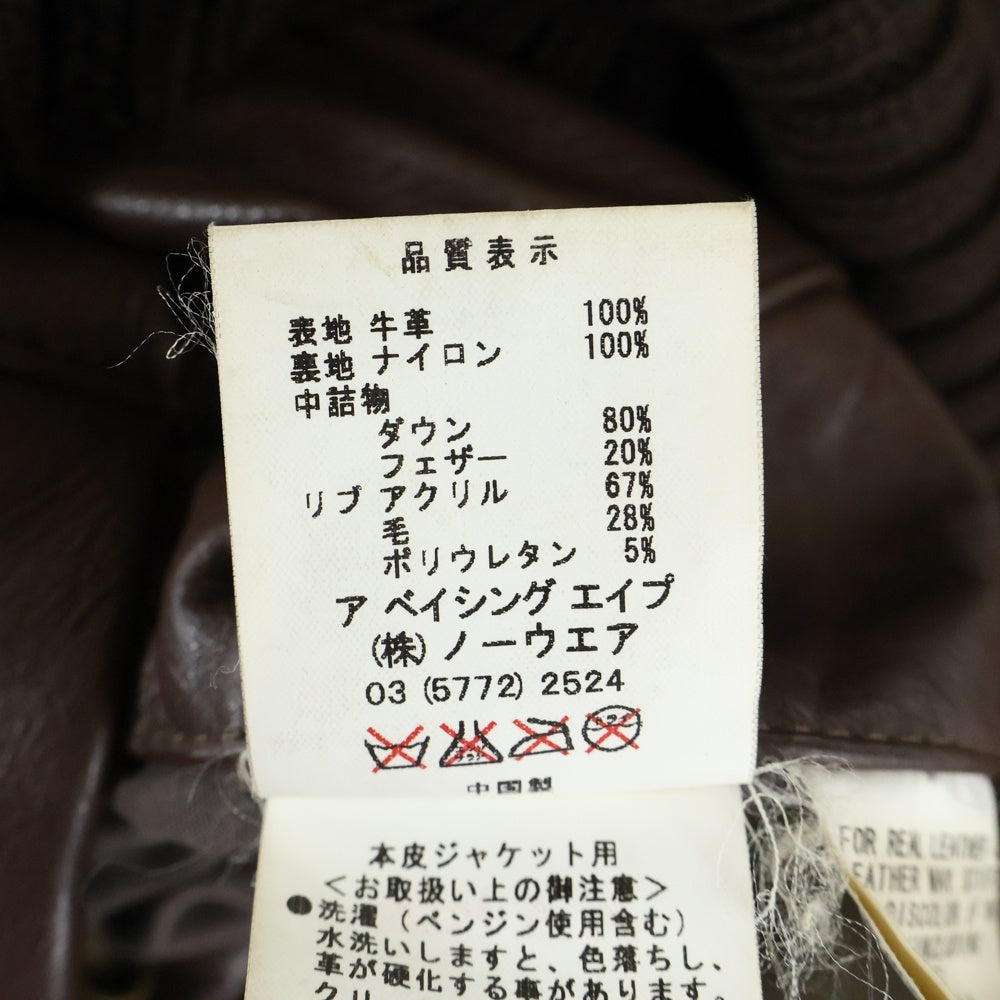 品質表示
表地 牛革 100%
裏地 ナイロン 100%
中詰物
ダウン 80%
フェザー 20%
リブ アクリル 67%
毛 28%
ポリウレタン 5%
ア ベイシング エイプ
(株) ノーウエア
03 (5772) 2524
中国製
本皮ジャケット用
＜お取扱い上の御注意＞
●洗濯 (ベンジン使用含む)
水洗いしますと、色落ちし、
革が硬化する事があります。
クリ
FOR REAL LEATHER
LEATHER MAY
DISCOLOR